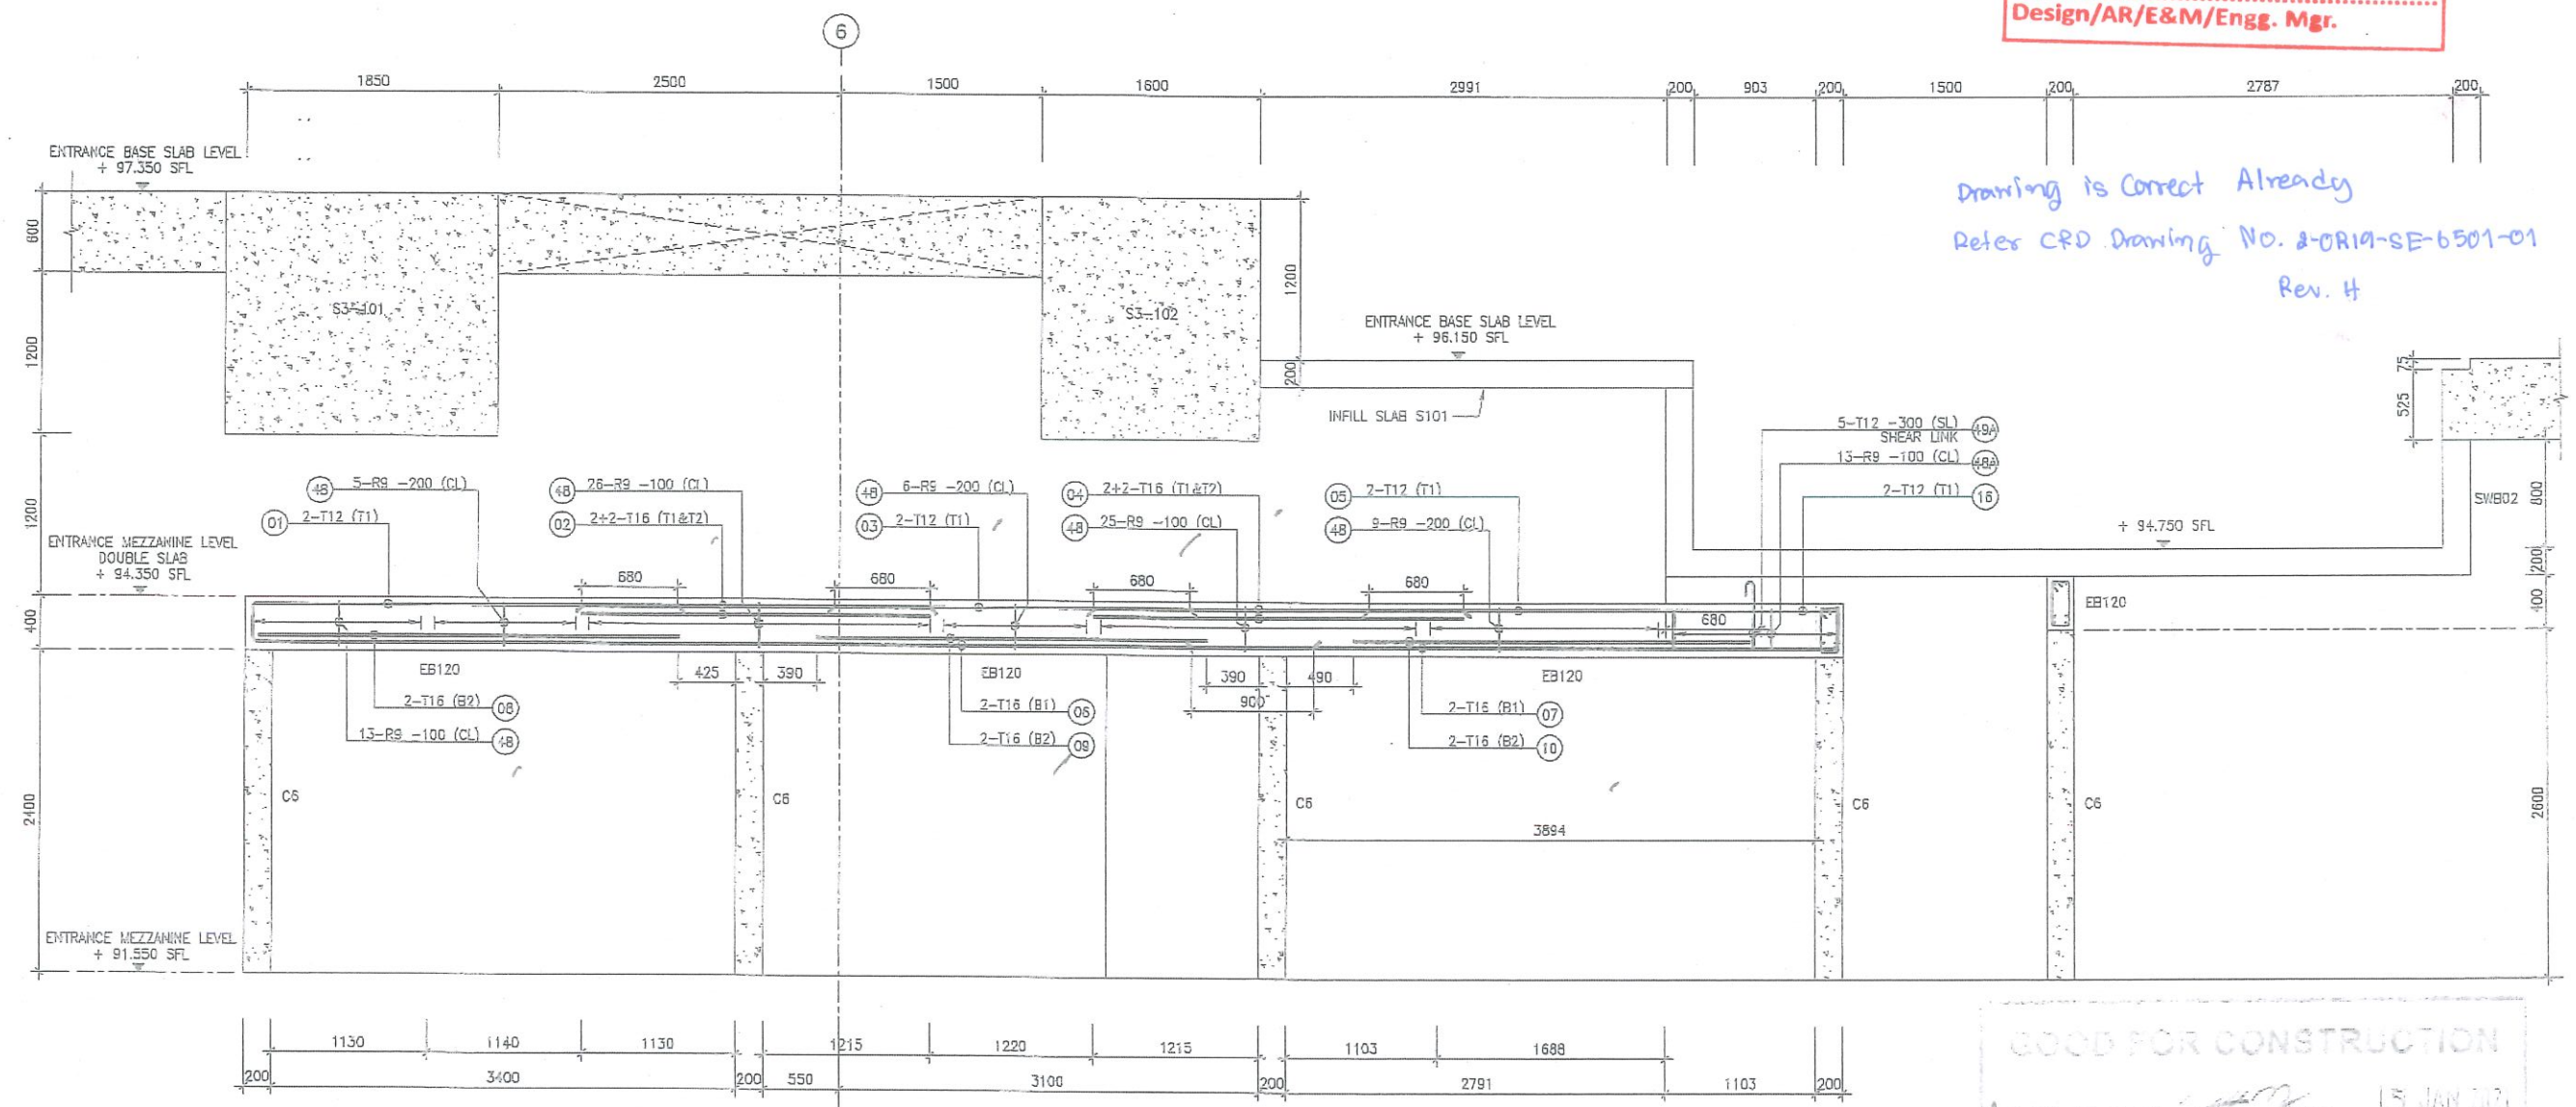 Design/AR/E&M/Engg. Mgr.
6
1850 2500 1500 1600 2991 200 903 200 1500 200 2787 200
ENTRANCE BASE SLAB LEVEL
+ 97.350 SFL
Drawing is Correct Already
Refer CRD Drawing No. 2-OR19-SE-6501-01
Rev. H
600
1200
S3-101
S3-102
1200
200
ENTRANCE BASE SLAB LEVEL
+ 96.150 SFL
INFILL SLAB S101
75
525
5-T12 -300 (SL) 49A
SHEAR LINK
13-R9 -100 (CL) 48A
2-T12 (T1) 16
48 5-R9 -200 (CL)
48 26-R9 -100 (CL)
48 6-R9 -200 (CL)
04 2+2-T16 (T1&T2)
05 2-T12 (T1)
01 2-T12 (T1)
02 2+2-T16 (T1&T2)
03 2-T12 (T1)
48 25-R9 -100 (CL)
48 9-R9 -200 (CL)
SW802
800
+ 94.750 SFL
1200
ENTRANCE MEZZANINE LEVEL
DOUBLE SLAB
+ 94.350 SFL
680 680 680 680
200
400
680
EB120
400
EB120
425 390
EB120
390 490
900
EB120
2-T16 (B2) 08
13-R9 -100 (CL) 48
2-T16 (B1) 06
2-T16 (B2) 09
2-T16 (B1) 07
2-T16 (B2) 10
C6 C6 C6 C6 C6
2400
2600
3894
ENTRANCE MEZZANINE LEVEL
+ 91.550 SFL
1130 1140 1130 1215 1220 1215 1103 1688
200 3400 200 550 3100 200 2791 1103 200
GOOD FOR CONSTRUCTION
JAN